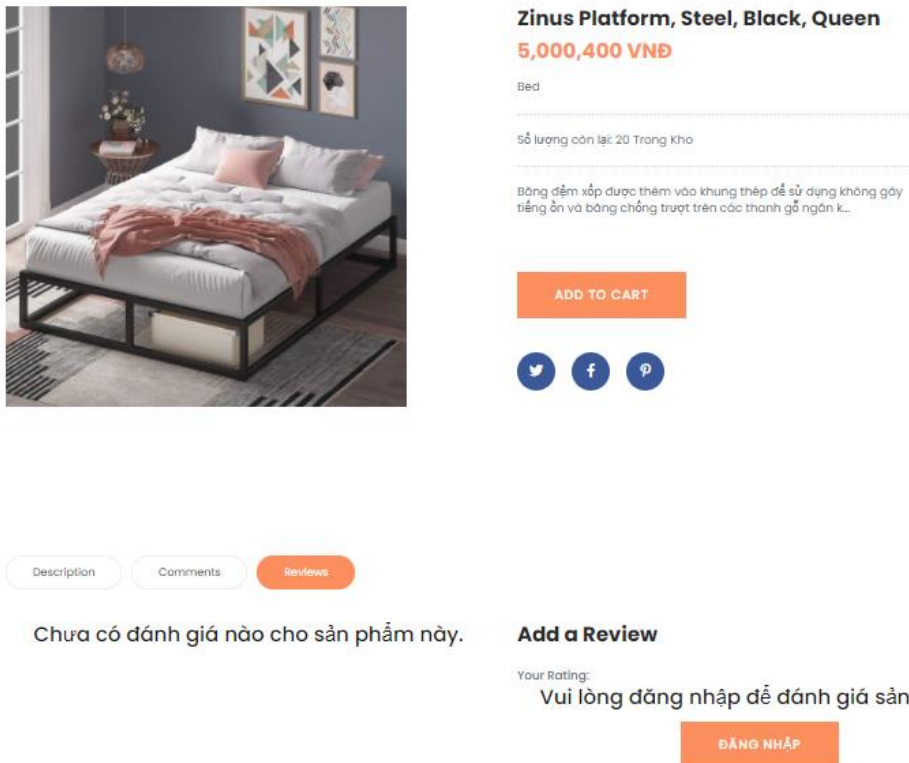 Zinus Platform, Steel, Black, Queen
5,000,400 VNĐ
Bed
Số lượng còn lại: 20 Trong Kho
Băng đệm xốp được thêm vào khung thép để sử dụng không gây
tiếng ồn và băng chống trượt trên các thanh gỗ ngăn k...
ADD TO CART
Description
Comments
Reviews
Chưa có đánh giá nào cho sản phẩm này.
Add a Review
Your Rating:
Vui lòng đăng nhập để đánh giá sản
ĐĂNG NHẬP